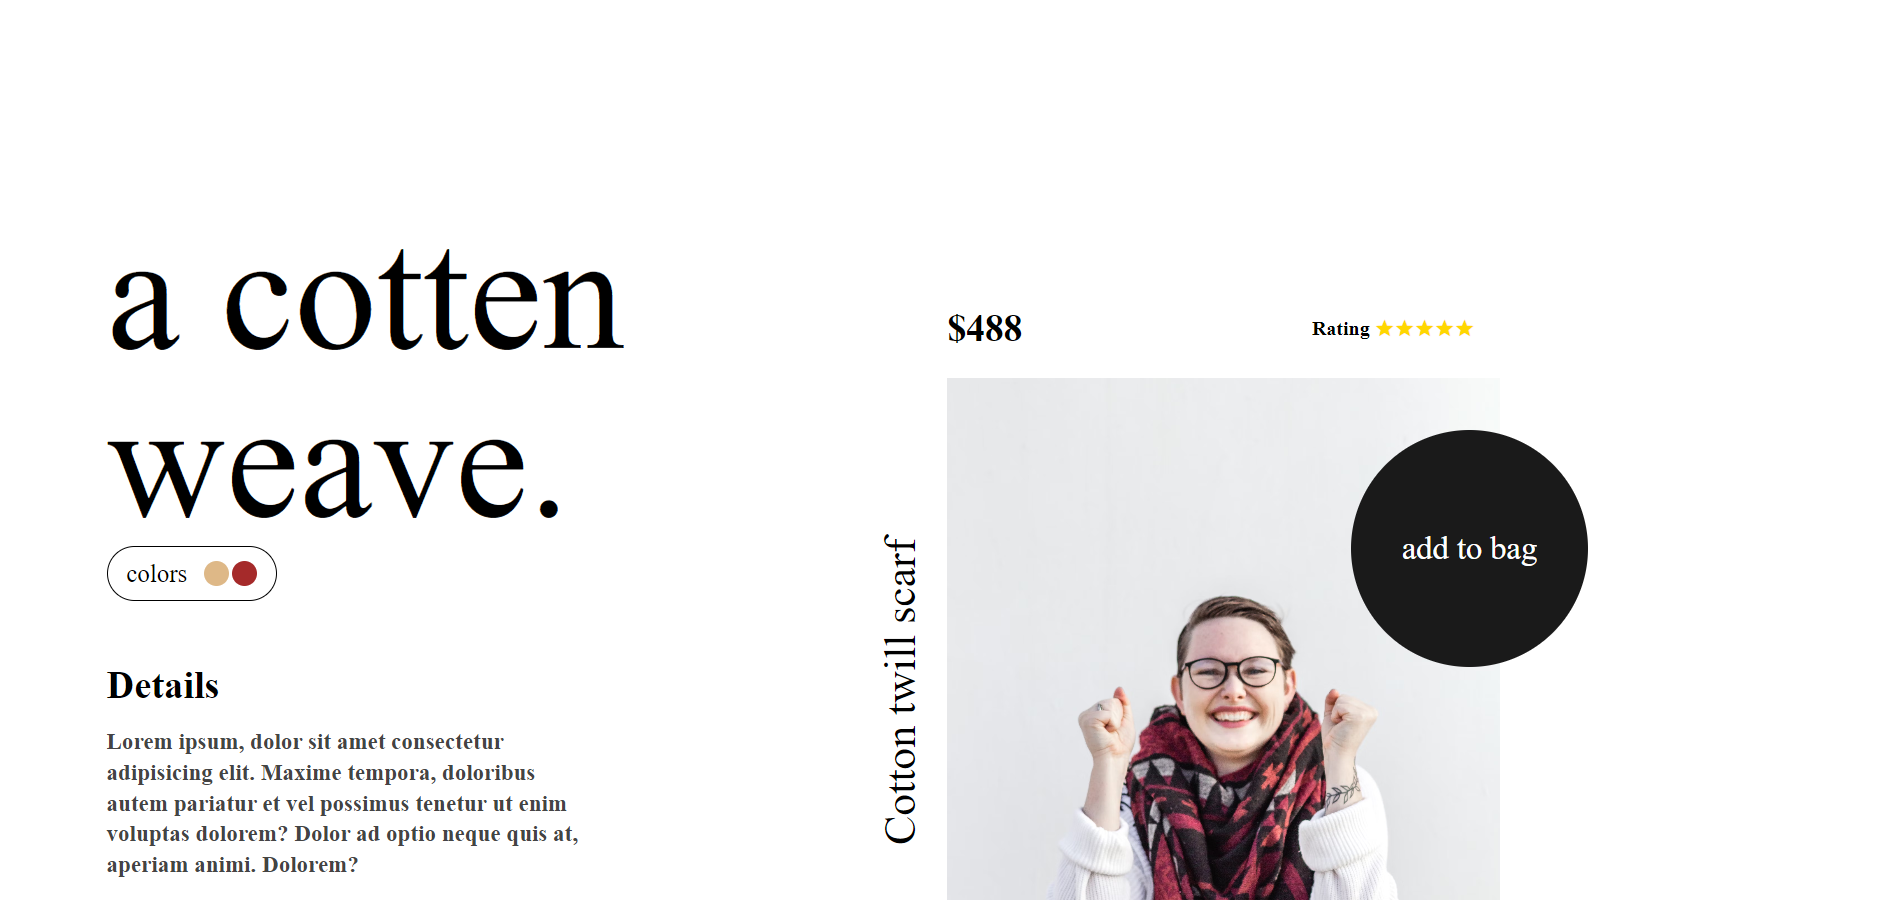 a cotten
weave.
colors
Details
Lorem ipsum, dolor sit amet consectetur
adipisicing elit. Maxime tempora, doloribus
autem pariatur et vel possimus tenetur ut enim
voluptas dolorem? Dolor ad optio neque quis at,
aperiam animi. Dolorem?
$488
Rating
Cotton twill scarf
add to bag